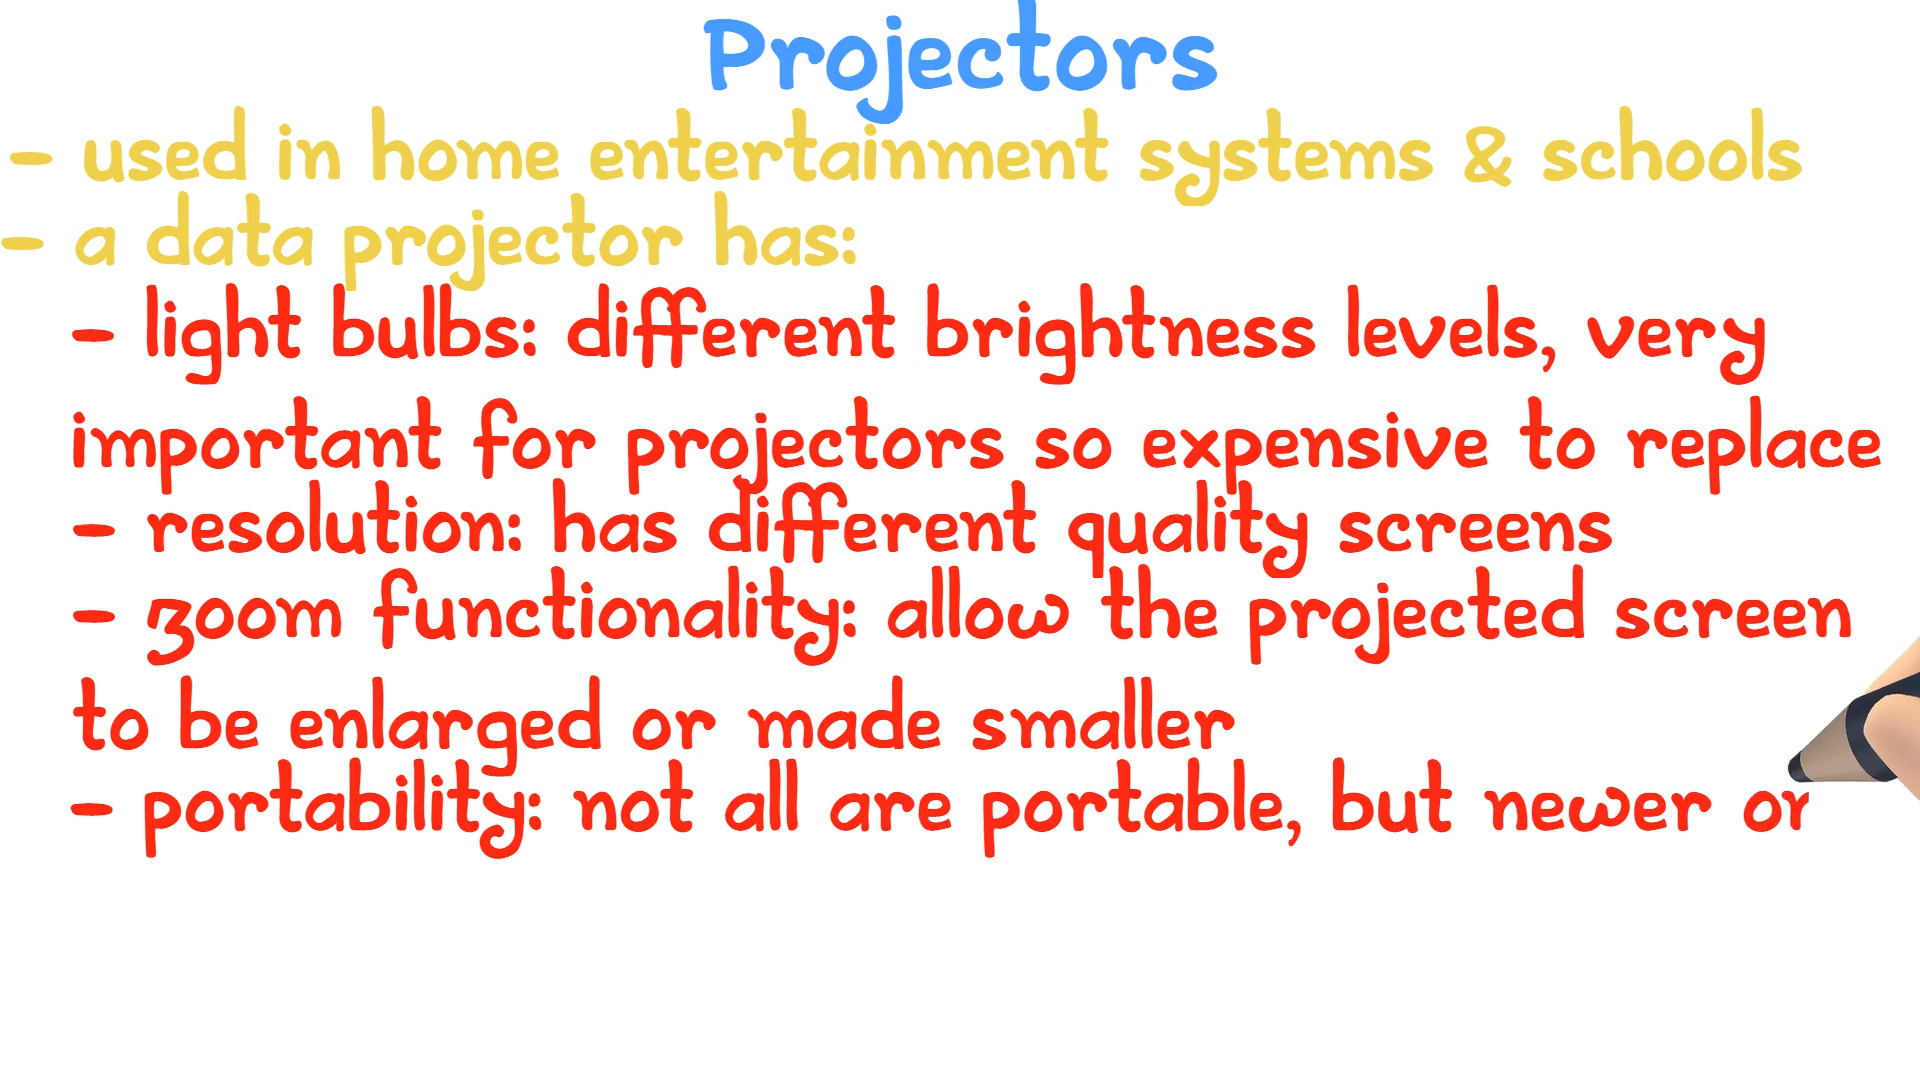 Projectors
- used in home entertainment systems & schools
- a data projector has:
- light bulbs: different brightness levels, very
important for projectors so expensive to replace
- resolution: has different quality screens
- zoom functionality: allow the projected screen
to be enlarged or made smaller
- portability: not all are portable, but newer or